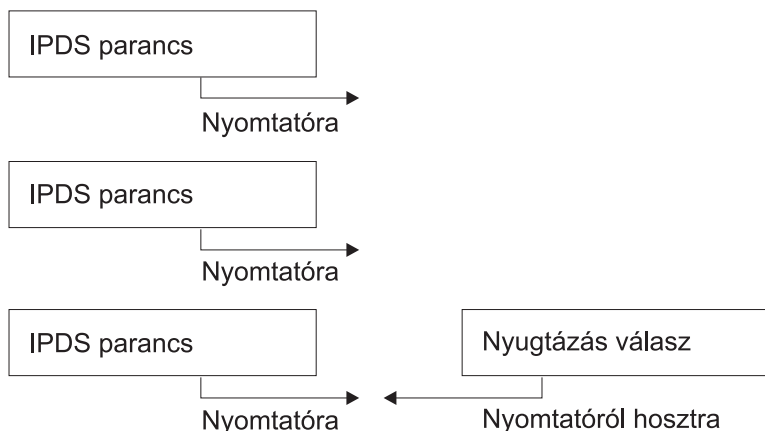 IPDS parancs
Nyomtatóra
IPDS parancs
Nyomtatóra
IPDS parancs
Nyugtázás válasz
Nyomtatóra
Nyomtatóról hosztra